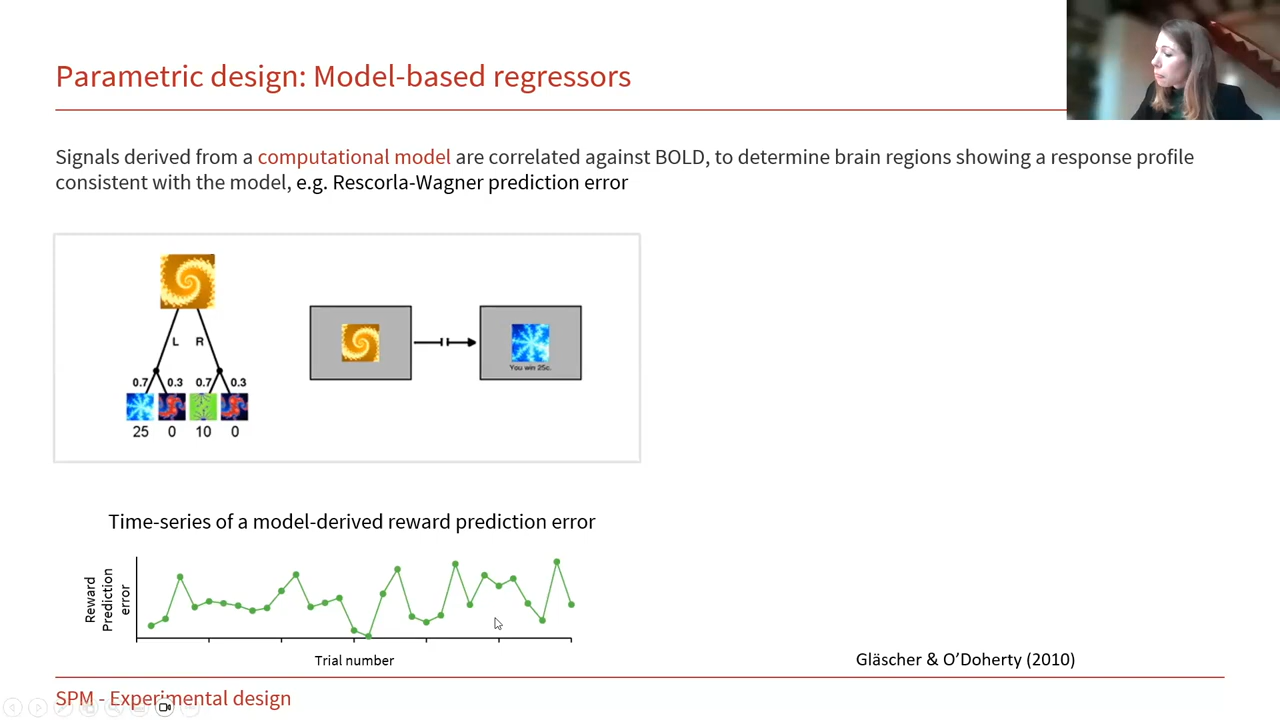 Parametric design: Model-based regressors
Signals derived from a computational model are correlated against BOLD, to determine brain regions showing a response profile
consistent with the model, e.g. Rescorla-Wagner prediction error
L R
0.7 0.3 0.7 0.3
25 0 10 0
You win 25c.
Time-series of a model-derived reward prediction error
Reward
Prediction
error
Trial number
Gläscher & O’Doherty (2010)
SPM - Experimental design